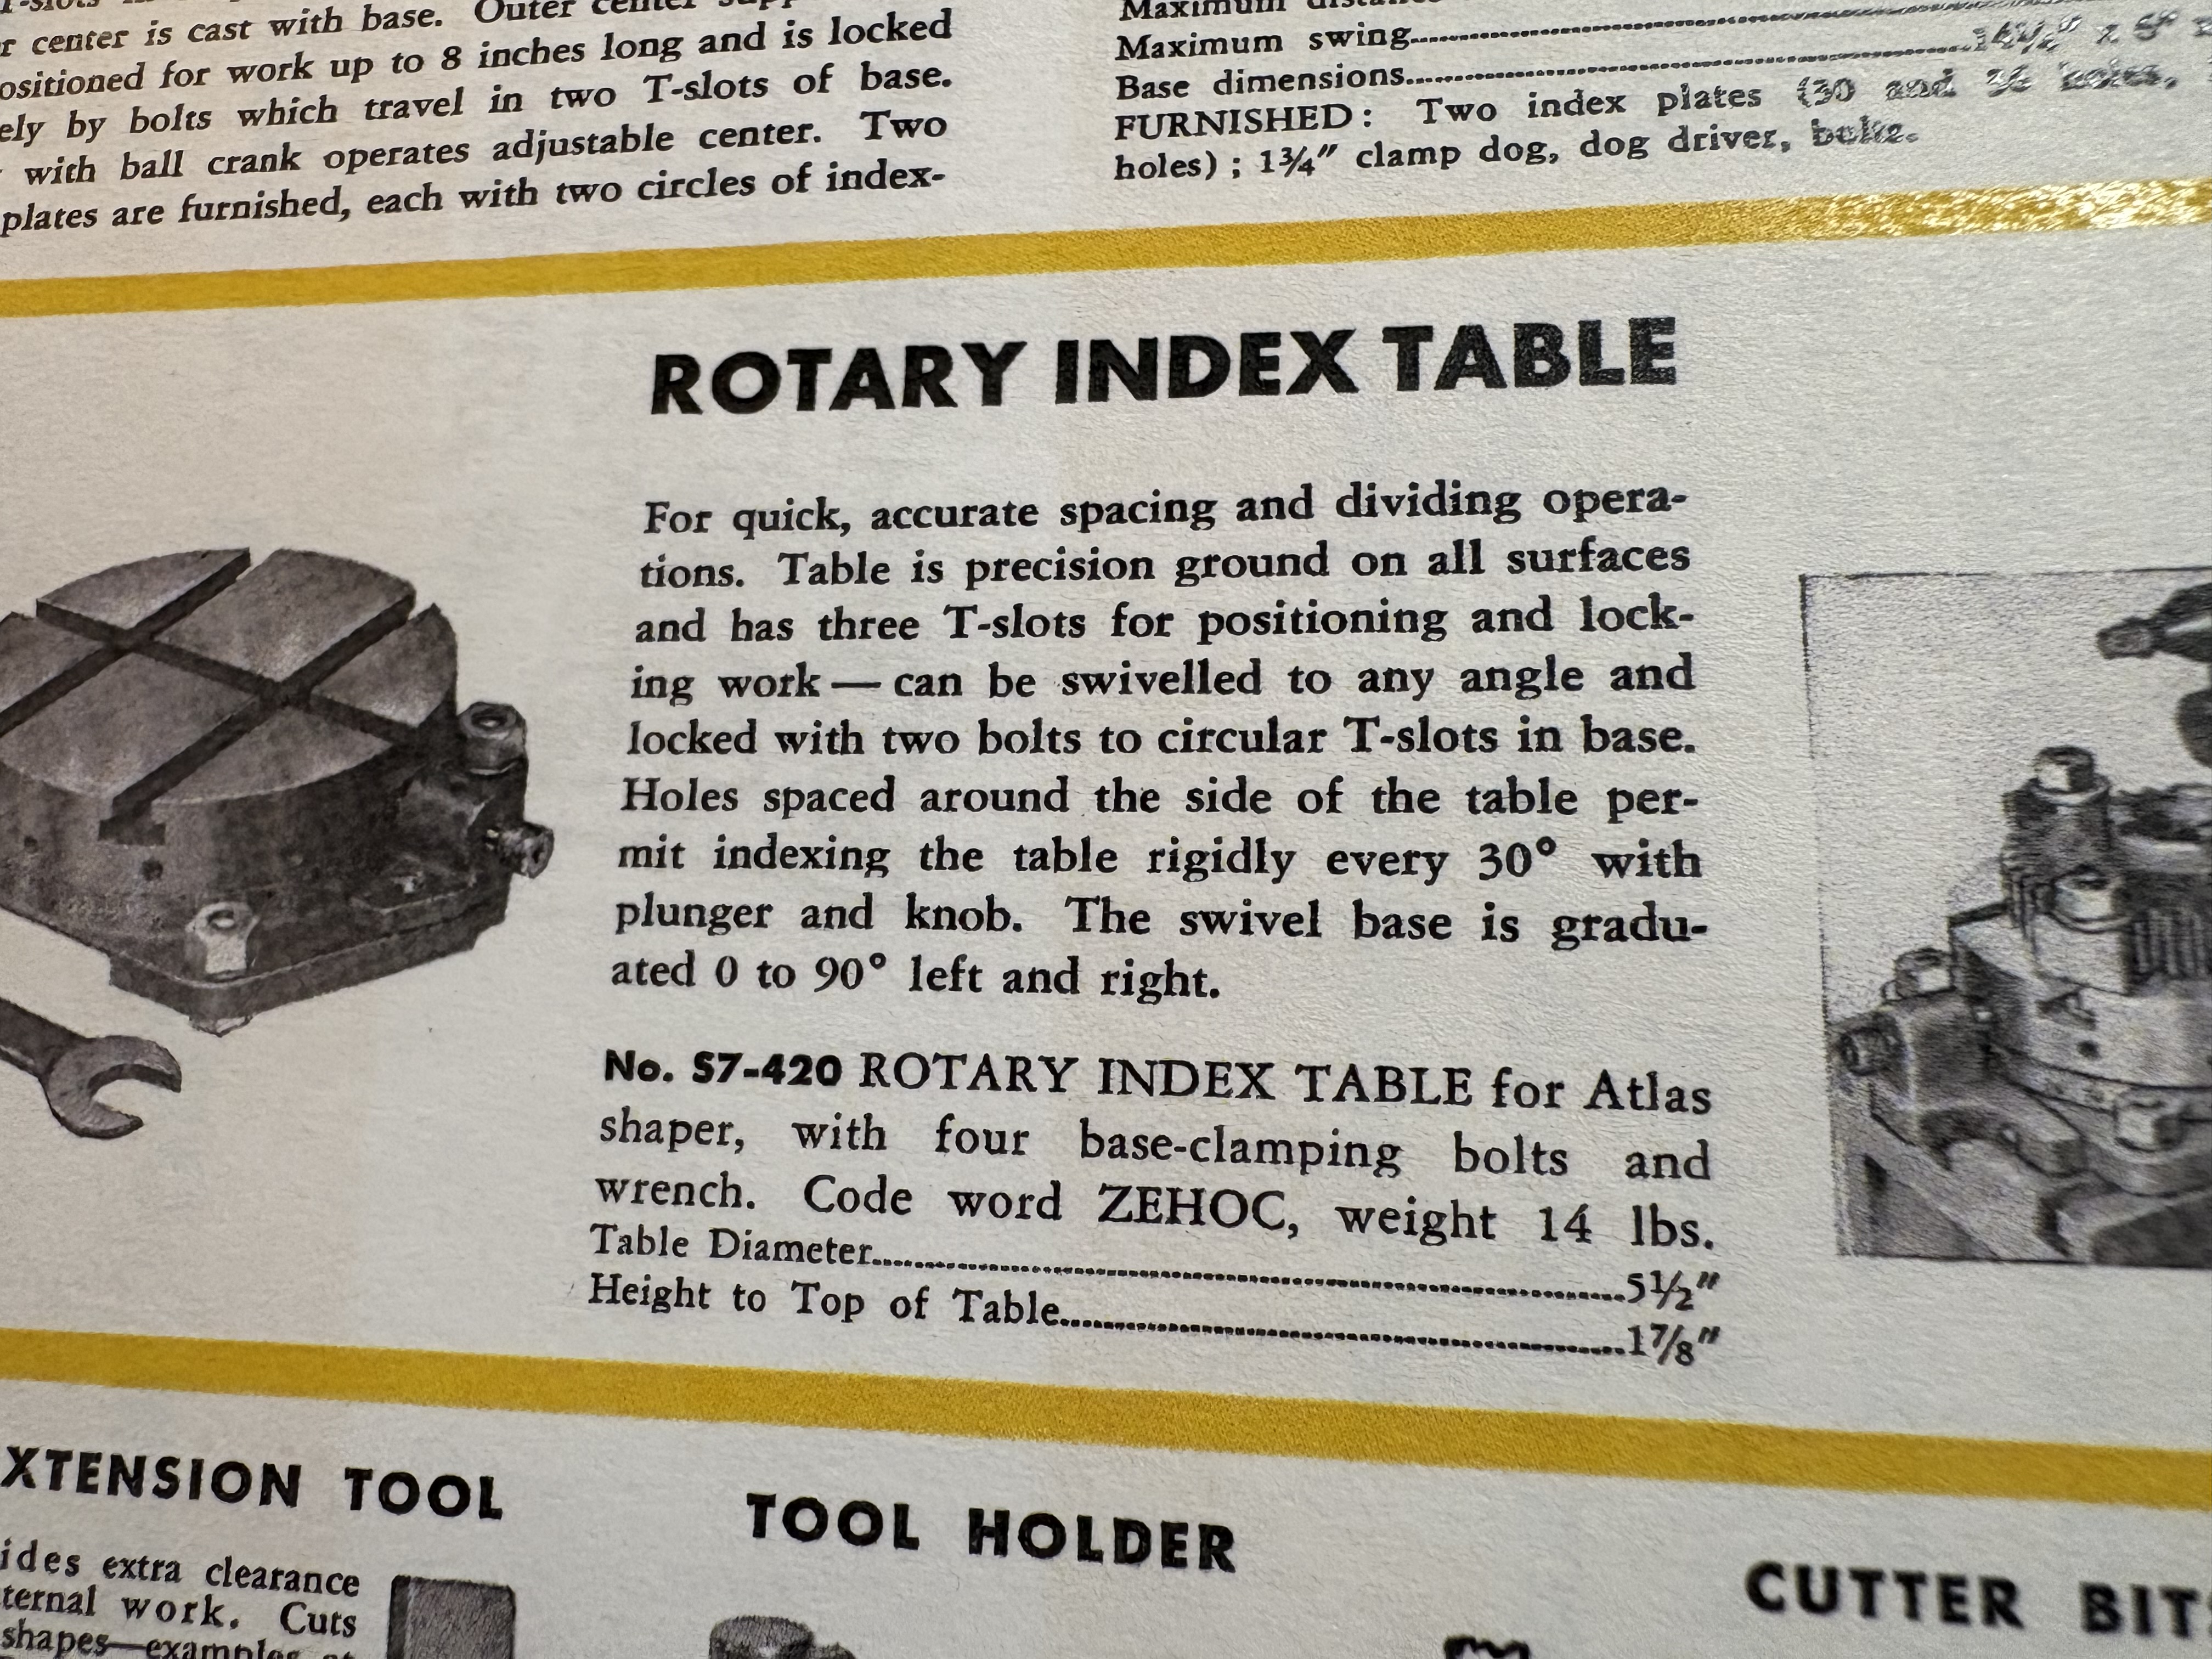 center is cast with base. Outer center
ositioned for work up to 8 inches long and is locked
ely by bolts which travel in two T-slots of base.
with ball crank operates adjustable center. Two
plates are furnished, each with two circles of index-
Maximum
Maximum swing
Base dimensions
FURNISHED: Two index plates (30 and
holes); 1¾" clamp dog, dog driver, bolts.
ROTARY INDEX TABLE
For quick, accurate spacing and dividing opera-
tions. Table is precision ground on all surfaces
and has three T-slots for positioning and lock-
ing work — can be swivelled to any angle and
locked with two bolts to circular T-slots in base.
Holes spaced around the side of the table per-
mit indexing the table rigidly every 30° with
plunger and knob. The swivel base is gradu-
ated 0 to 90° left and right.
No. S7-420 ROTARY INDEX TABLE for Atlas
shaper, with four base-clamping bolts and
wrench. Code word ZEHOC, weight 14 lbs.
Table Diameter 5½"
Height to Top of Table 1⅞"
XTENSION TOOL
ides extra clearance
ternal work. Cuts
shapes—examples
TOOL HOLDER
CUTTER BIT